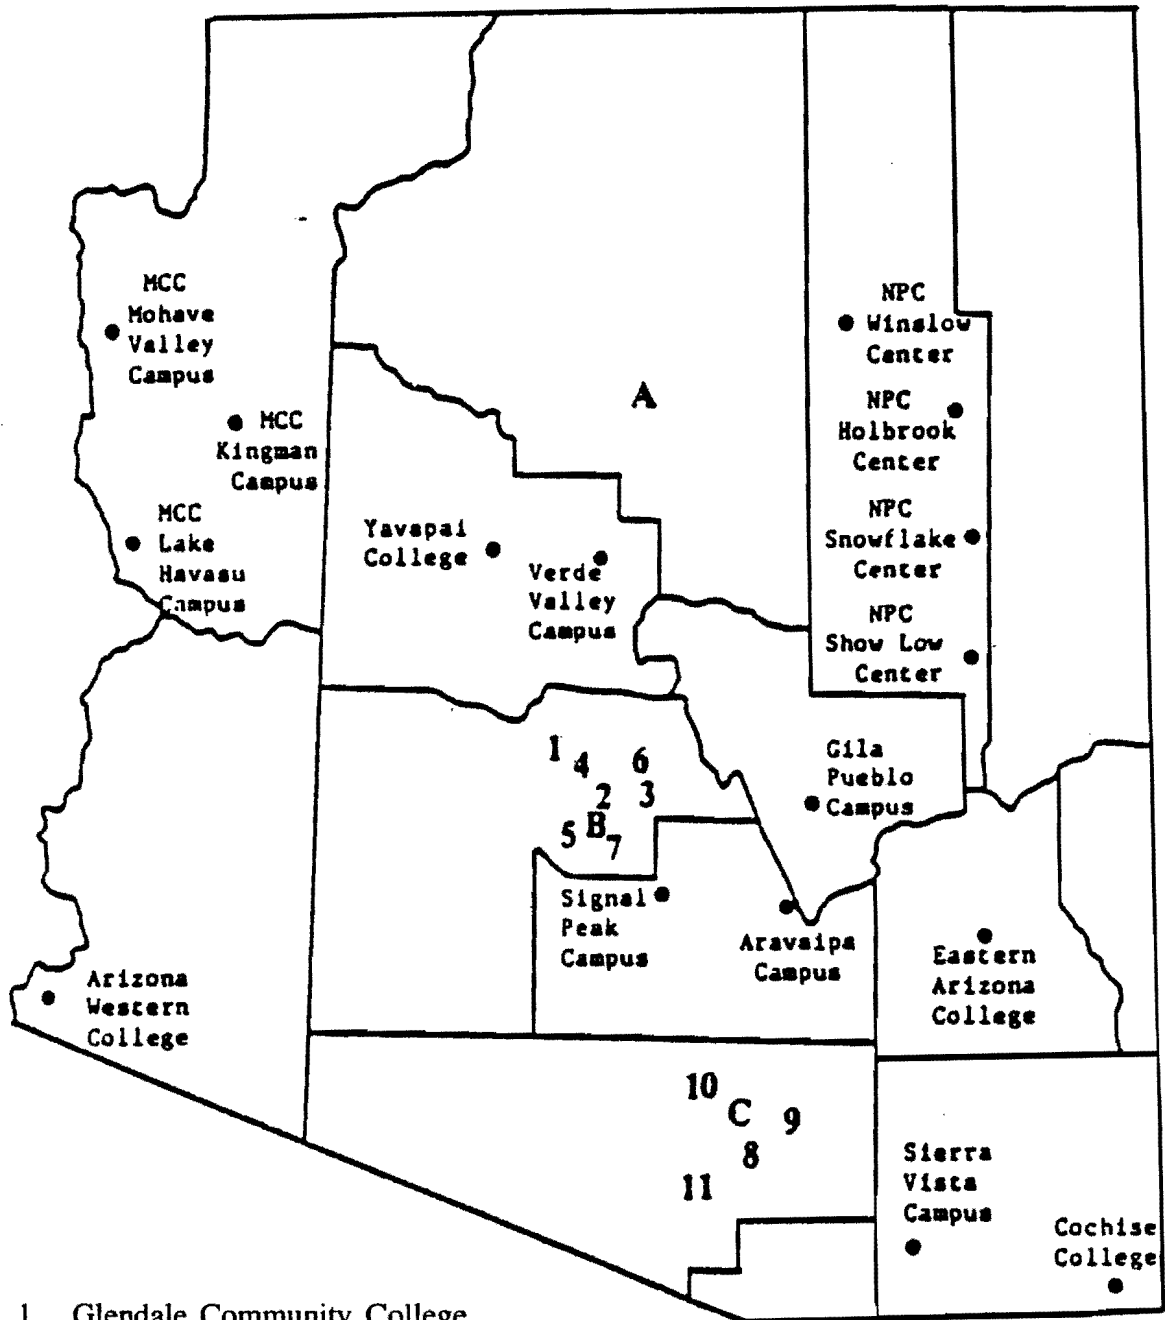 MCC
Mohave
Valley
Campus
MCC
Kingman
Campus
MCC
Lake
Havasu
Campus
Yavapai
College
Verde
Valley
Campus
A
NPC
Winslow
Center
NPC
Holbrook
Center
NPC
Snowflake
Center
NPC
Show Low
Center
1
4
6
2
3
5
B
7
Gila
Pueblo
Campus
Signal
Peak
Campus
Aravaipa
Campus
Eastern
Arizona
College
Arizona
Western
College
10
C
9
8
11
Sierra
Vista
Campus
Cochise
College
1 Glendale Community College